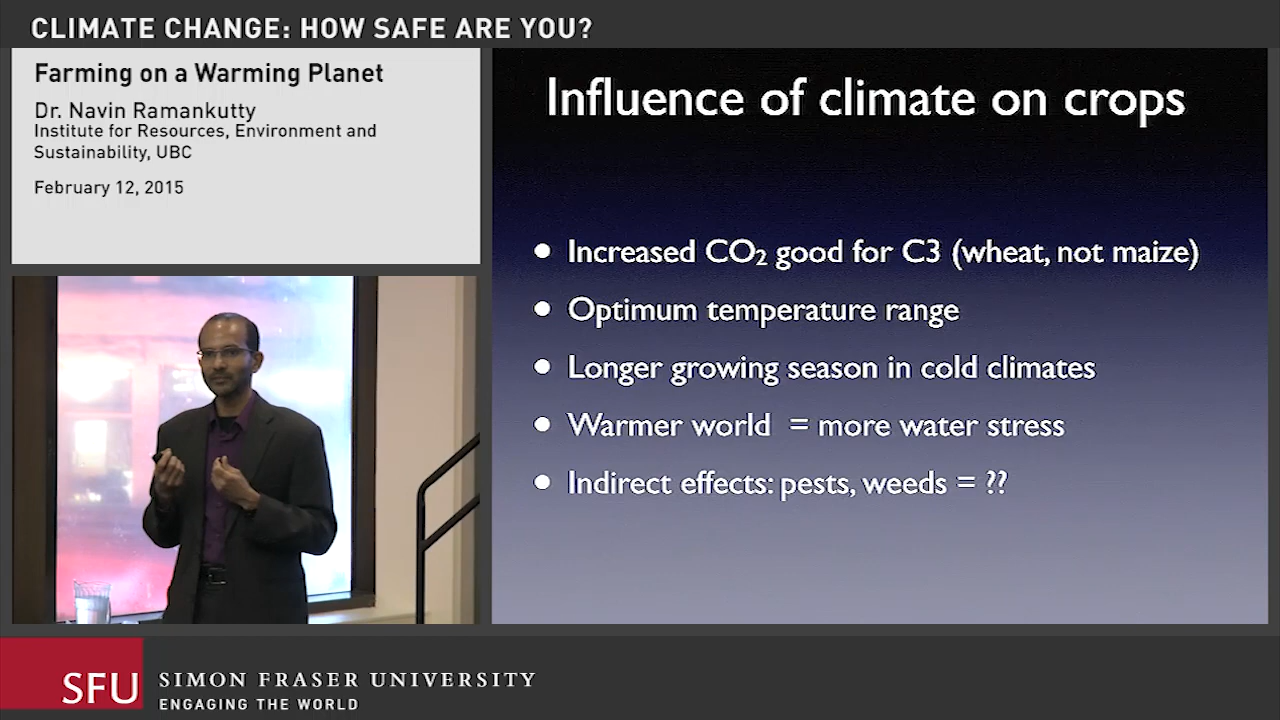 CLIMATE CHANGE: HOW SAFE ARE YOU?
Farming on a Warming Planet
Dr. Navin Ramankutty
Institute for Resources, Environment and
Sustainability, UBC
February 12, 2015
Influence of climate on crops
• Increased CO₂ good for C3 (wheat, not maize)
• Optimum temperature range
• Longer growing season in cold climates
• Warmer world = more water stress
• Indirect effects: pests, weeds = ??
SFU
SIMON FRASER UNIVERSITY
ENGAGING THE WORLD